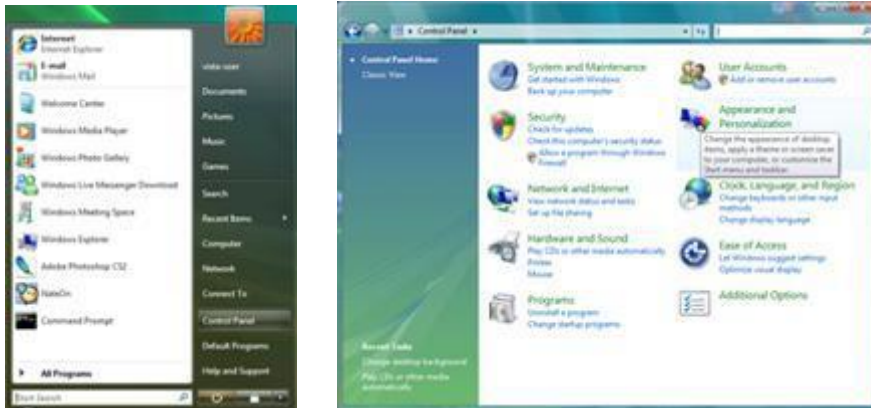 Internet
Internet Explorer
E-mail
Windows Mail
Welcome Center
Windows Media Player
Windows Photo Gallery
Windows Live Messenger Download
Windows Meeting Space
Windows Explorer
Adobe Photoshop CS2
NateOn
Command Prompt
All Programs
Start Search
vista user
Documents
Pictures
Music
Games
Search
Recent Items
Computer
Network
Connect To
Control Panel
Default Programs
Help and Support
Control Panel
Control Panel Home
Classic View
System and Maintenance
Get started with Windows
Back up your computer
Security
Check for updates
Check this computer's security status
Allow a program through Windows
Firewall
Network and Internet
View network status and tasks
Set up file sharing
Hardware and Sound
Play CDs or other media automatically
Printer
Mouse
Programs
Uninstall a program
Change startup programs
User Accounts
Add or remove user accounts
Appearance and
Personalization
Change the appearance of desktop
items, apply a theme or screen saver
to your computer, or customize the
Start menu and taskbar.
Clock, Language, and Region
Change keyboards or other input
methods
Change display language
Ease of Access
Let Windows suggest settings
Optimize visual display
Additional Options
Recent Tasks
Change desktop background
Play CDs or other media
automatically